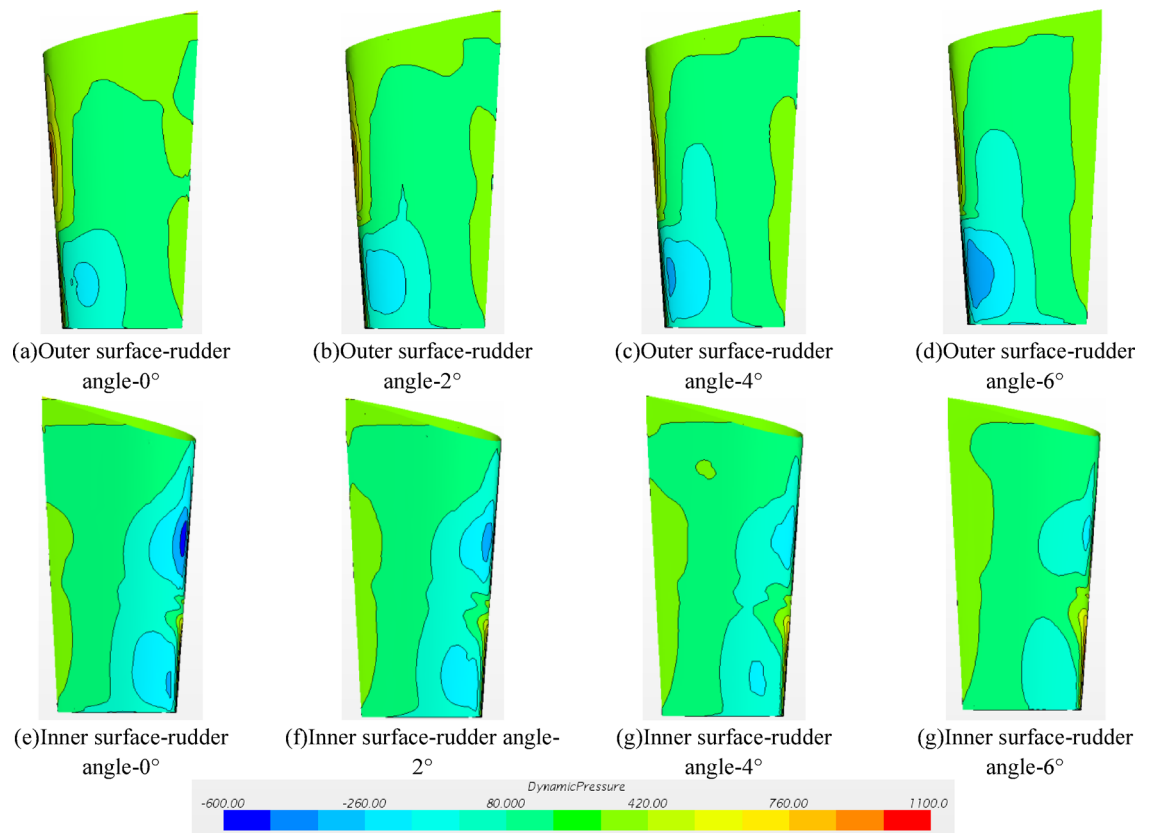 (a)Outer surface-rudder
angle-0°
(b)Outer surface-rudder
angle-2°
(c)Outer surface-rudder
angle-4°
(d)Outer surface-rudder
angle-6°
(e)Inner surface-rudder
angle-0°
(f)Inner surface-rudder angle-
2°
(g)Inner surface-rudder
angle-4°
(g)Inner surface-rudder
angle-6°
DynamicPressure
-600.00 -260.00 80.000 420.00 760.00 1100.0